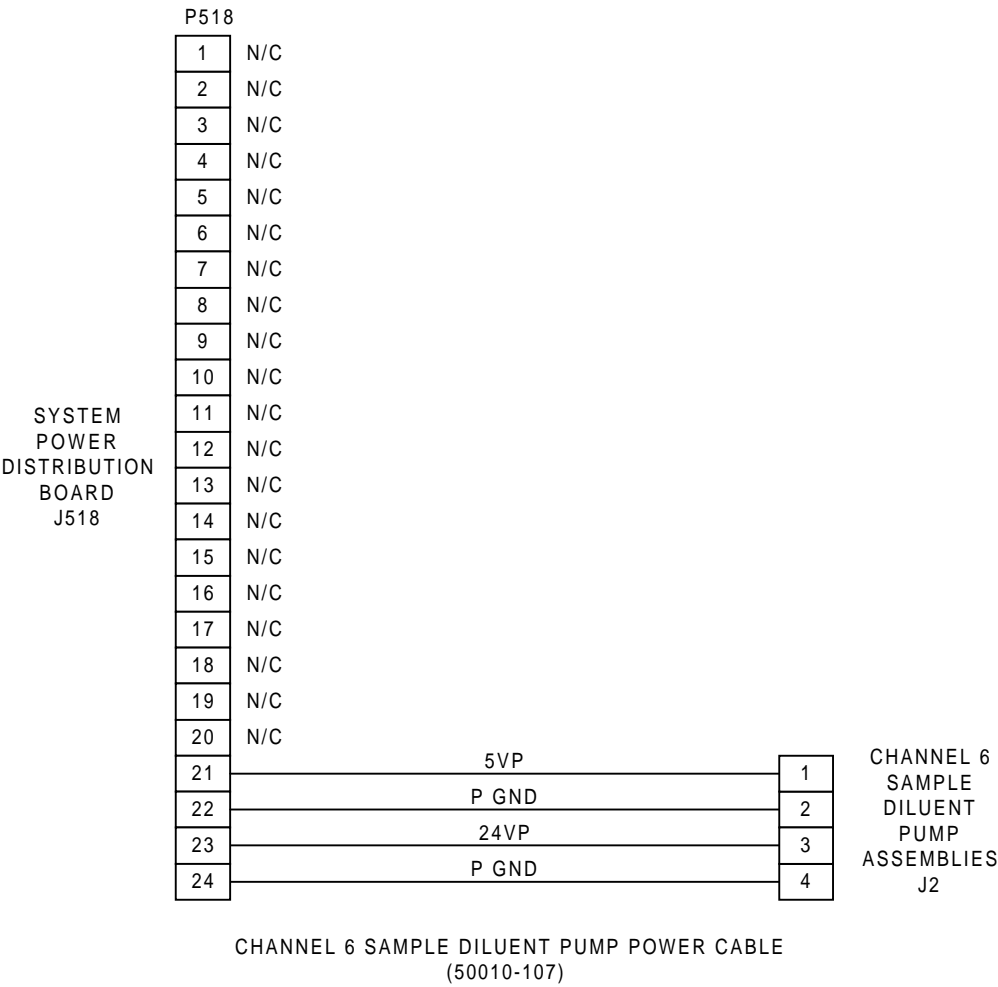 P518
1 N/C
2 N/C
3 N/C
4 N/C
5 N/C
6 N/C
7 N/C
8 N/C
9 N/C
10 N/C
11 N/C
12 N/C
13 N/C
14 N/C
15 N/C
16 N/C
17 N/C
18 N/C
19 N/C
20 N/C
SYSTEM
POWER
DISTRIBUTION
BOARD
J518
21 5VP 1
22 P GND 2
23 24VP 3
24 P GND 4
CHANNEL 6
SAMPLE
DILUENT
PUMP
ASSEMBLIES
J2
CHANNEL 6 SAMPLE DILUENT PUMP POWER CABLE
(50010-107)